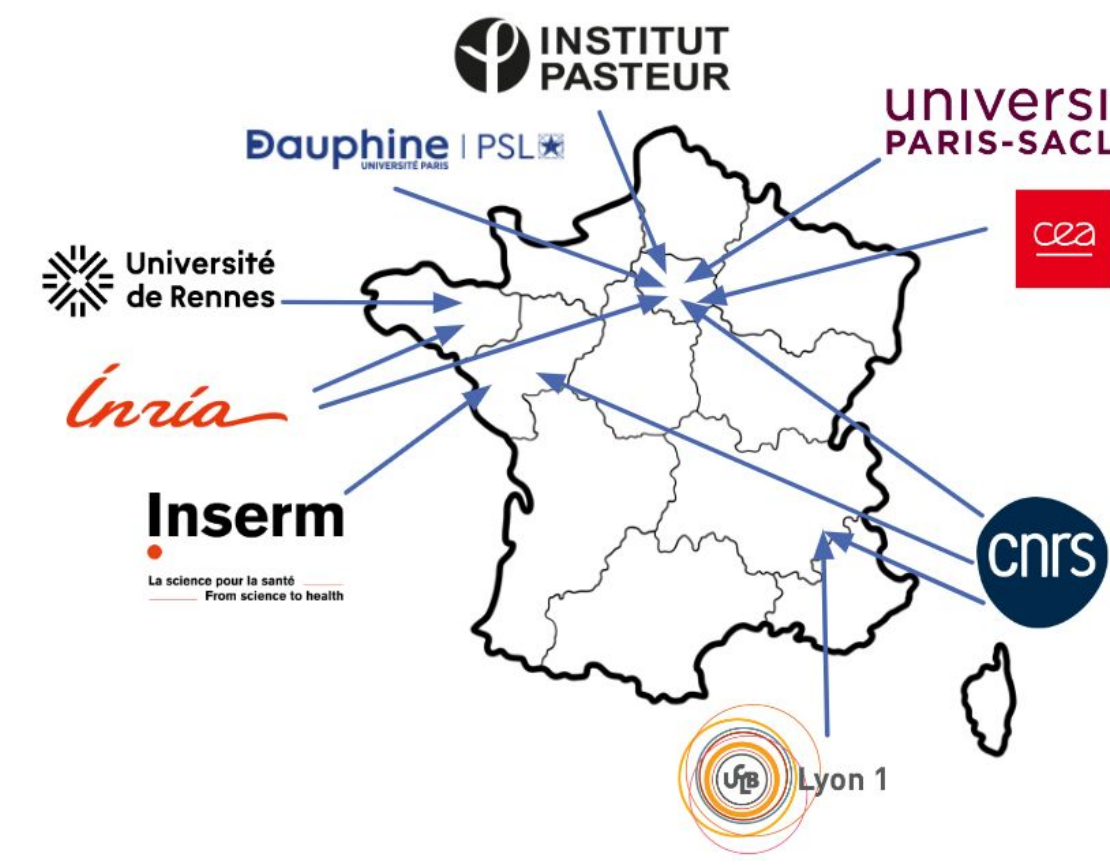 INSTITUT
PASTEUR
Dauphine | PSL
UNIVERSITÉ PARIS
universi
PARIS-SACL
cea
Université
de Rennes
Inria
Inserm
La science pour la santé
From science to health
cnrs
UCBL
Lyon 1